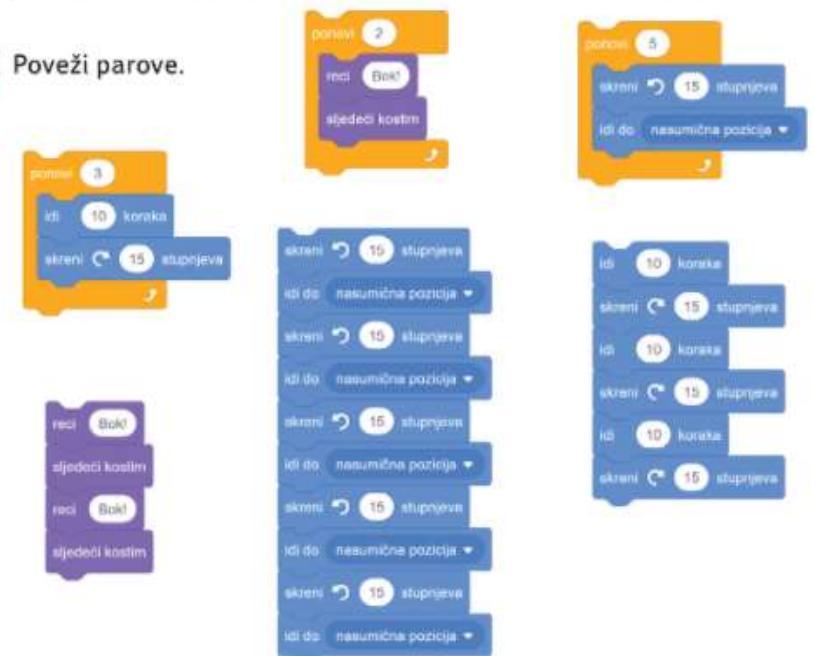 Poveži parove.
ponovi 2
reci Bok!
sljedeći kostim
ponovi 5
skreni 15 stupnjeva
idi do nasumična pozicija
ponovi 3
idi 10 koraka
skreni 15 stupnjeva
skreni 15 stupnjeva
idi do nasumična pozicija
skreni 15 stupnjeva
idi do nasumična pozicija
skreni 15 stupnjeva
idi do nasumična pozicija
skreni 15 stupnjeva
idi do nasumična pozicija
skreni 15 stupnjeva
idi do nasumična pozicija
idi 10 koraka
skreni 15 stupnjeva
idi 10 koraka
skreni 15 stupnjeva
idi 10 koraka
skreni 15 stupnjeva
reci Bok!
sljedeći kostim
reci Bok!
sljedeći kostim